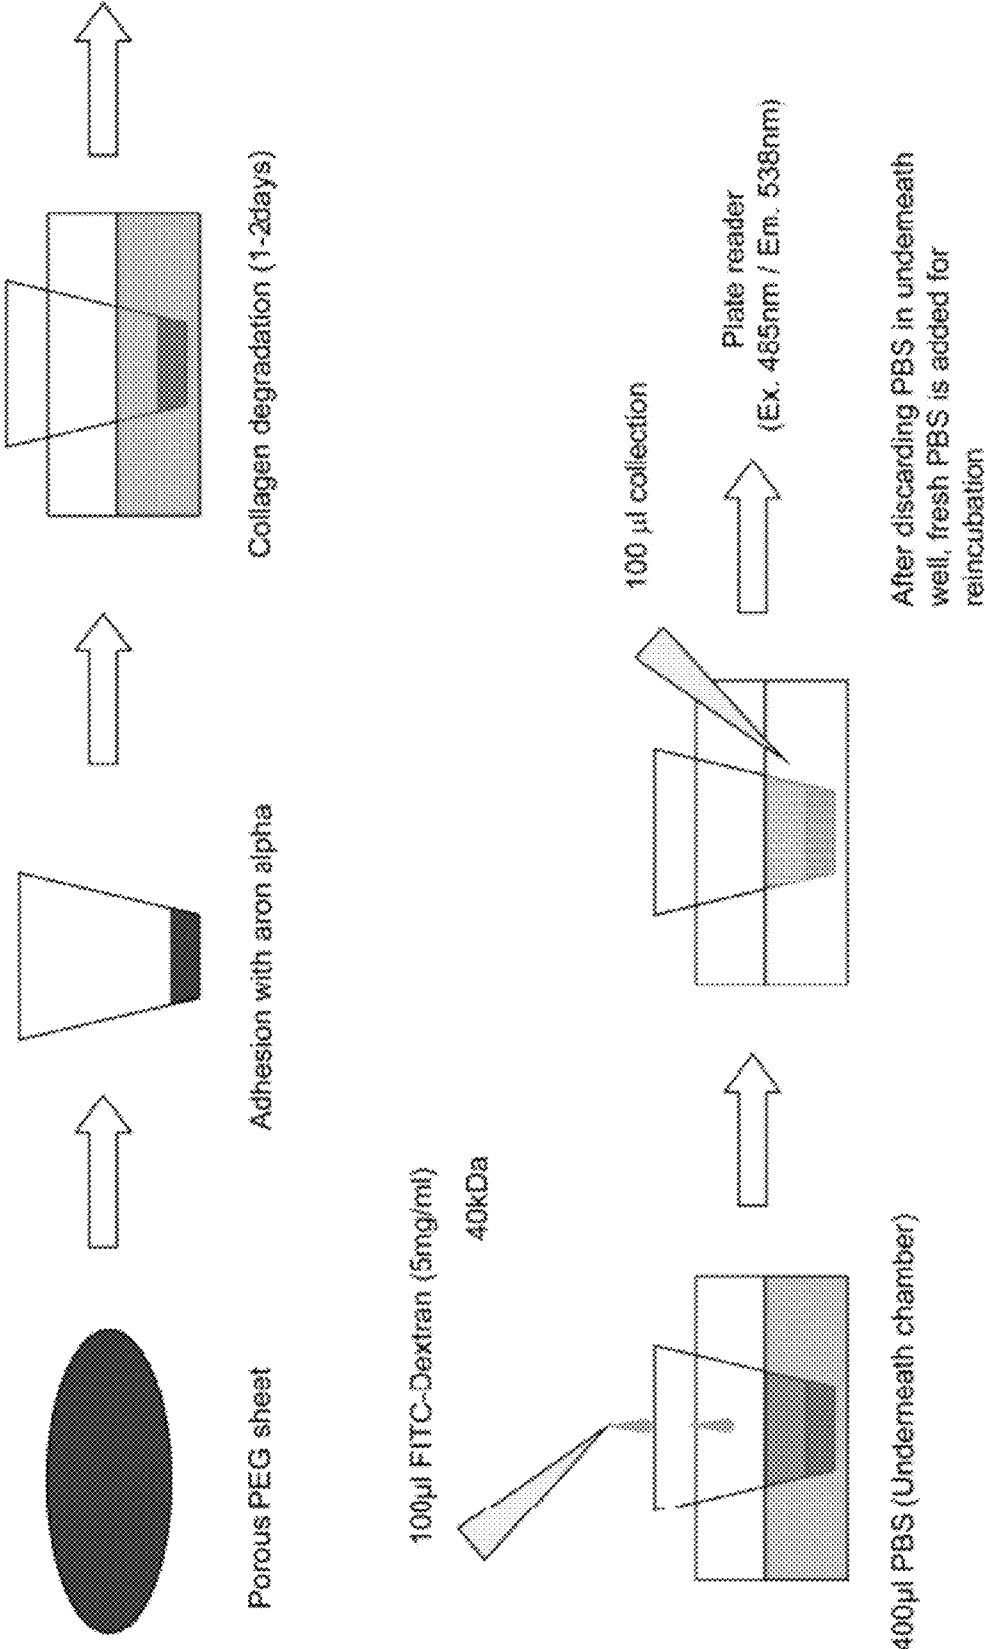 Porous PEG sheet
Adhesion with aron alpha
Collagen degradation (1-2days)
100μl FITC-Dextran (5mg/ml)
40kDa
400μl PBS (Underneath chamber)
100 μl collection
Plate reader
(Ex. 485nm / Em. 538nm)
After discarding PBS in underneath
well, fresh PBS is added for
reincubation